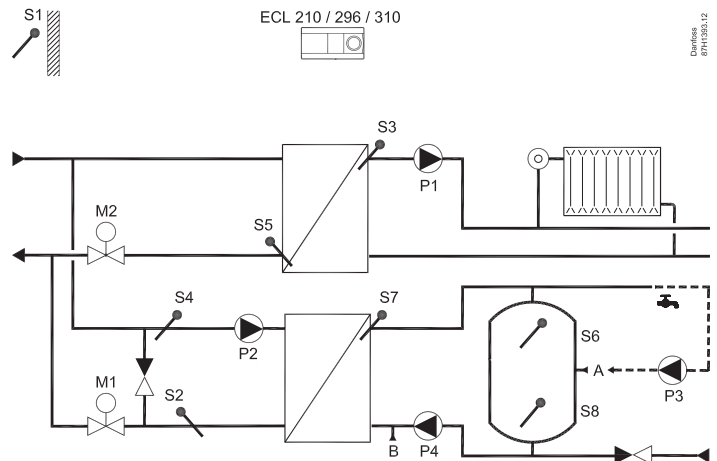 S1
ECL 210 / 296 / 310
Danfoss
87H1393.12
S3
P1
M2
S5
S4
S7
P2
S6
A
P3
M1
S2
S8
B
P4